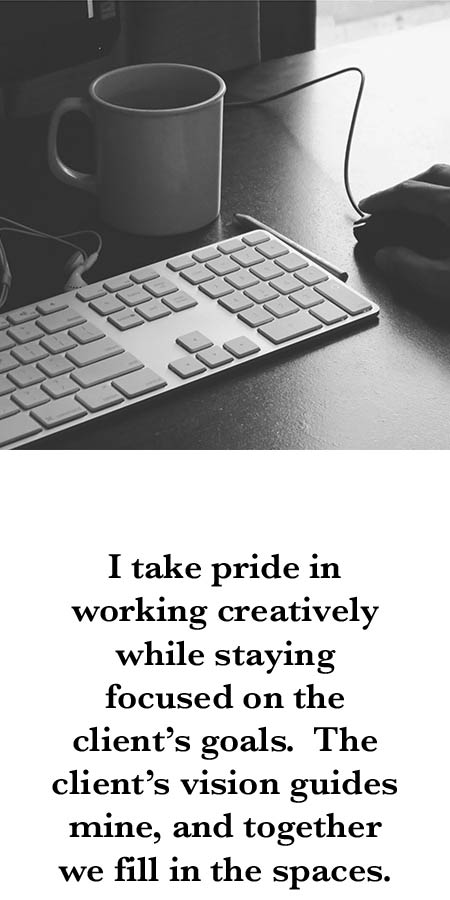 I take pride in
working creatively
while staying
focused on the
client’s goals.  The
client’s vision guides
mine, and together
we fill in the spaces.